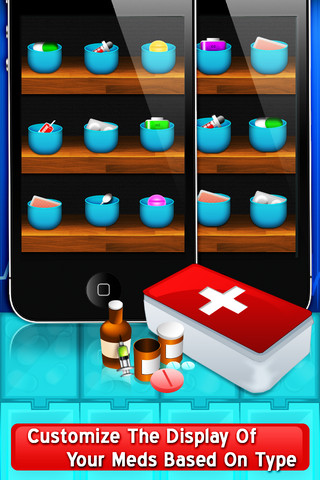 Customize The Display Of
Your Meds Based On Type